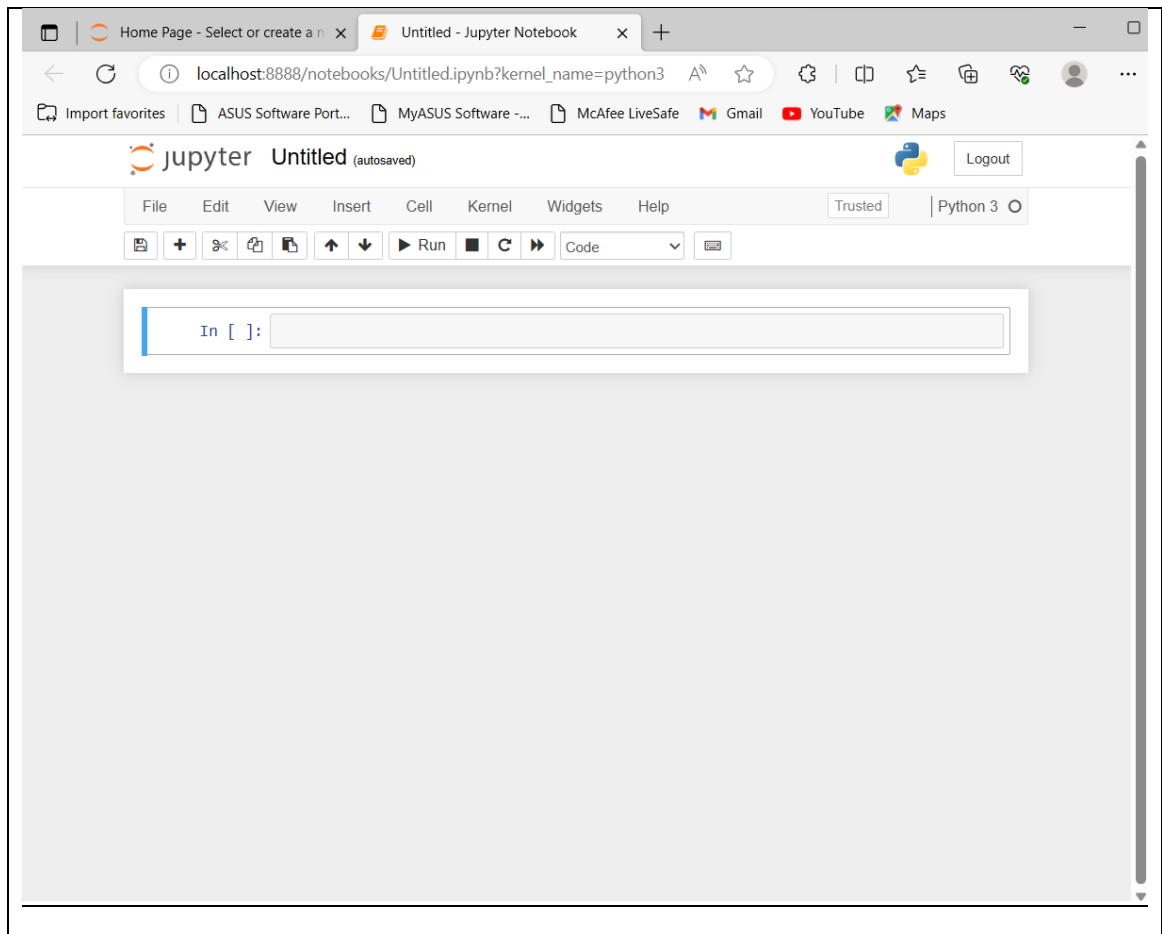 Home Page - Select or create a n Untitled - Jupyter Notebook
localhost:8888/notebooks/Untitled.ipynb?kernel_name=python3
Import favorites ASUS Software Port... MyASUS Software -... McAfee LiveSafe Gmail YouTube Maps
jupyter Untitled (autosaved) Logout
File Edit View Insert Cell Kernel Widgets Help Trusted Python 3
Run Code
In [ ]: